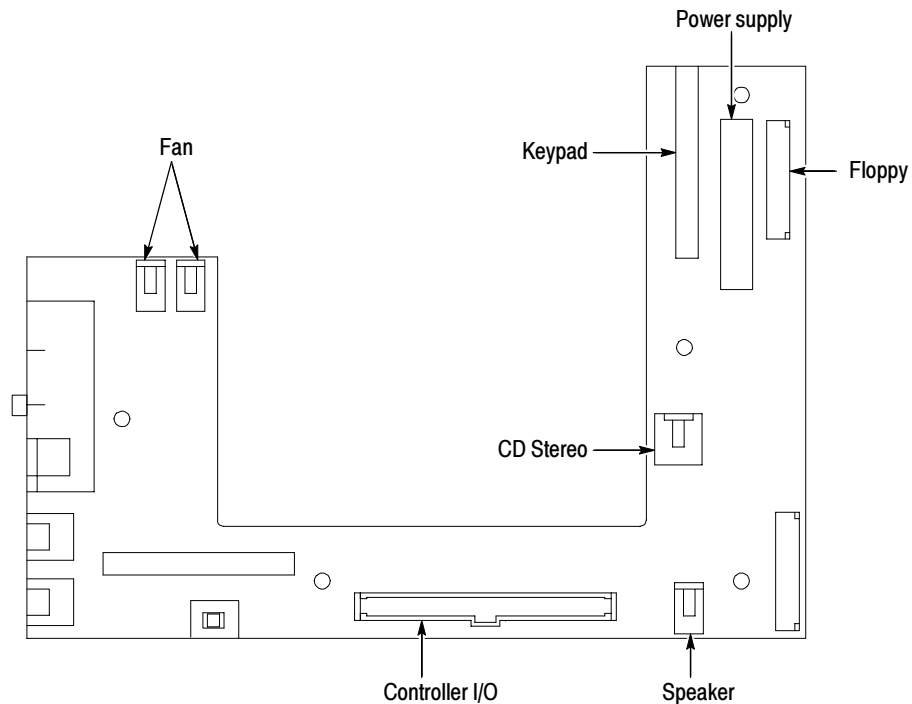 Power supply
Fan
Keypad
Floppy
CD Stereo
Controller I/O
Speaker